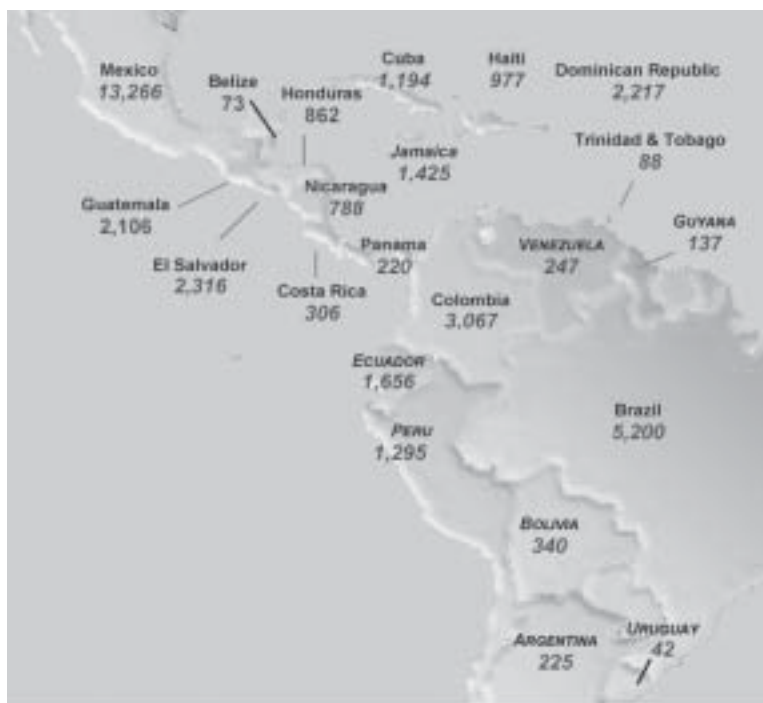 Mexico
13,266
Belize
73
Honduras
862
Cuba
1,194
Haiti
977
Dominican Republic
2,217
Jamaica
1,425
Trinidad & Tobago
88
Guatemala
2,106
Nicaragua
788
El Salvador
2,316
Costa Rica
306
Panama
220
VENEZUELA
247
GUYANA
137
Colombia
3,067
ECUADOR
1,656
PERU
1,295
Brazil
5,200
BOLIVIA
340
ARGENTINA
225
URUGUAY
42